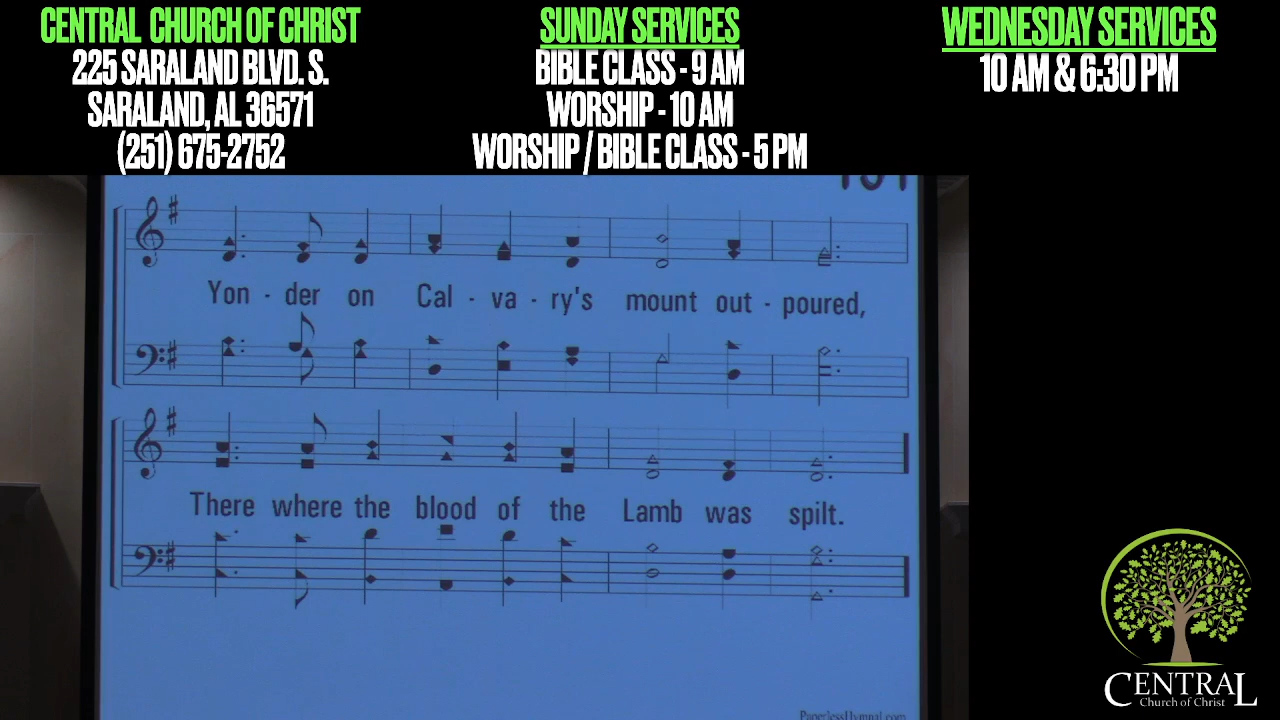 CENTRAL CHURCH OF CHRIST
225 SARALAND BLVD. S.
SARALAND, AL 36571
(251) 675-2752
SUNDAY SERVICES
BIBLE CLASS - 9 AM
WORSHIP - 10 AM
WORSHIP / BIBLE CLASS - 5 PM
WEDNESDAY SERVICES
10 AM & 6:30 PM
Yon - der on Cal - va - ry's mount out - poured,
There where the blood of the Lamb was spilt.
PaperlessHymnal.com
CENTRAL
Church of Christ